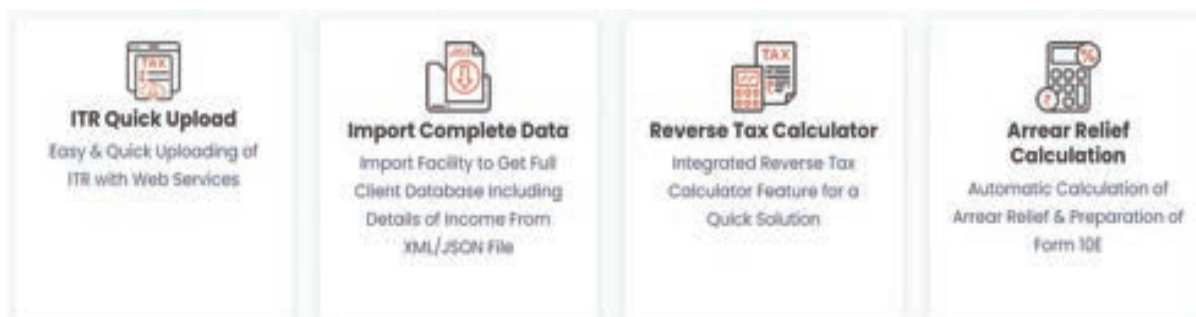 TAX
ITR Quick Upload
Easy & Quick Uploading of
ITR with Web Services
Import Complete Data
Import Facility to Get Full
Client Database Including
Details of Income From
XML/JSON File
TAX
Reverse Tax Calculator
Integrated Reverse Tax
Calculator Feature for a
Quick Solution
%
₹
Arrear Relief
Calculation
Automatic Calculation of
Arrear Relief & Preparation of
Form 10E